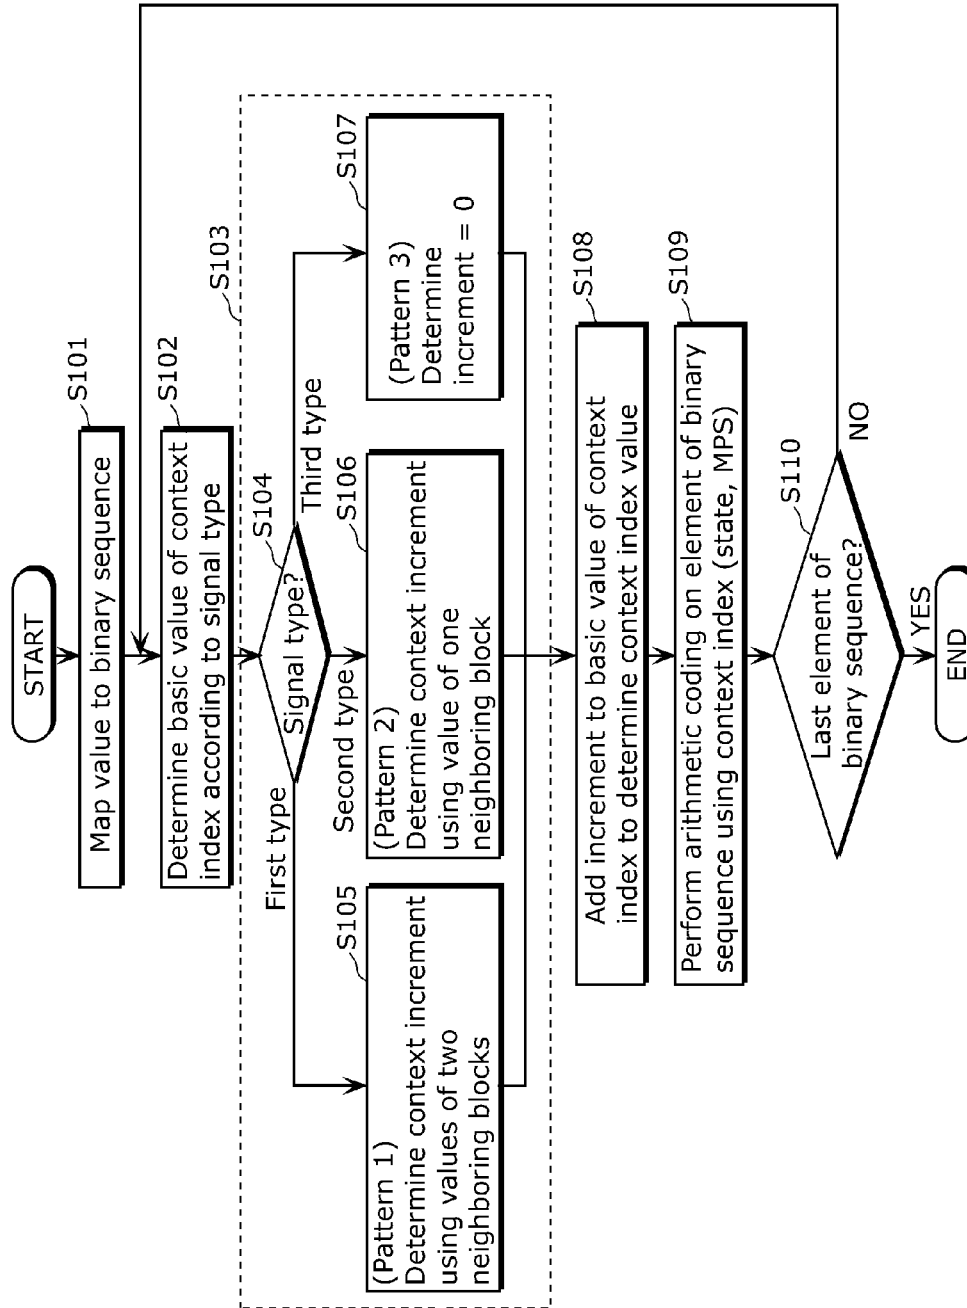 START
S101
Map value to binary sequence
S102
Determine basic value of context
index according to signal type
S103
S104
Signal type?
First type
Second type
Third type
S105
(Pattern 1)
Determine context increment
using values of two
neighboring blocks
S106
(Pattern 2)
Determine context increment
using value of one
neighboring block
S107
(Pattern 3)
Determine
increment = 0
S108
Add increment to basic value of context
index to determine context index value
S109
Perform arithmetic coding on element of binary
sequence using context index (state, MPS)
S110
Last element of
binary sequence?
NO
YES
END